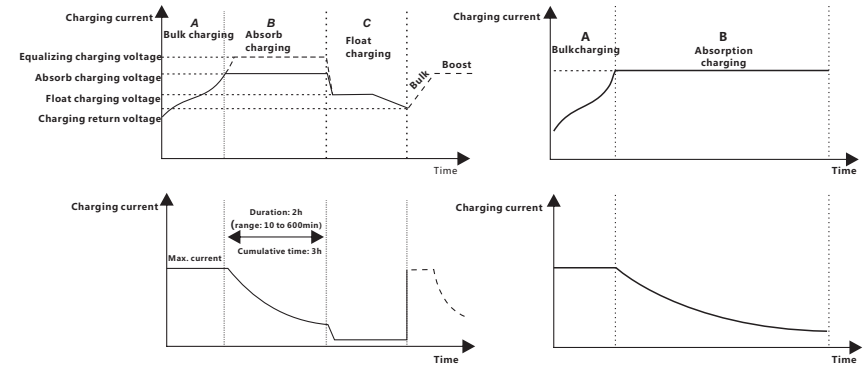 Charging current
A
Bulk charging
B
Absorb
charging
C
Float
charging
Equalizing charging voltage
Absorb charging voltage
Float charging voltage
Charging return voltage
Bulk
Boost
Time
Charging current
A
Bulkcharging
B
Absorption
charging
Time
Charging current
Duration: 2h
(range: 10 to 600min)
Cumulative time: 3h
Max. current
Time
Charging current
Time